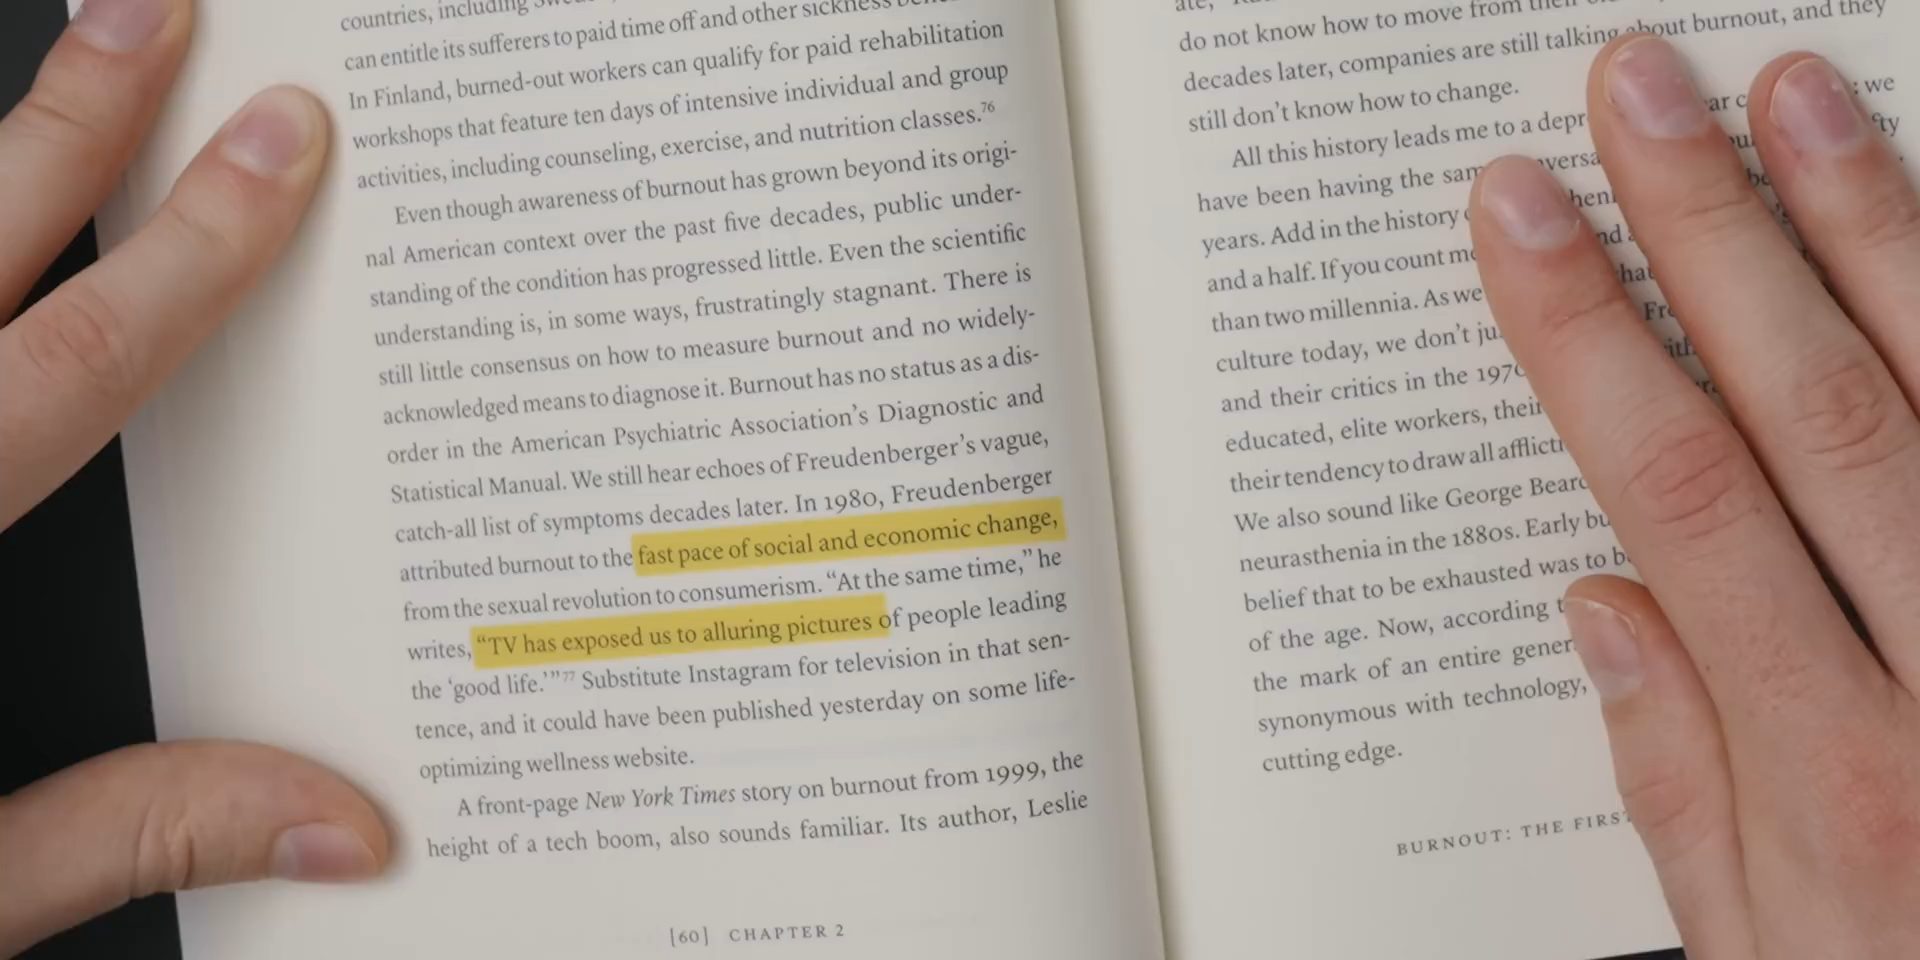 countries, including
can entitle its sufferers to paid time off and other sickness
In Finland, burned-out workers can qualify for paid rehabilitation
workshops that feature ten days of intensive individual and group
activities, including counseling, exercise, and nutrition classes.76
Even though awareness of burnout has grown beyond its origi-
nal American context over the past five decades, public under-
standing of the condition has progressed little. Even the scientific
understanding is, in some ways, frustratingly stagnant. There is
still little consensus on how to measure burnout and no widely-
acknowledged means to diagnose it. Burnout has no status as a dis-
order in the American Psychiatric Association’s Diagnostic and
Statistical Manual. We still hear echoes of Freudenberger’s vague,
catch-all list of symptoms decades later. In 1980, Freudenberger
attributed burnout to the fast pace of social and economic change,
from the sexual revolution to consumerism. “At the same time,” he
writes, “TV has exposed us to alluring pictures of people leading
the ‘good life.’”77 Substitute Instagram for television in that sen-
tence, and it could have been published yesterday on some life-
optimizing wellness website.
A front-page New York Times story on burnout from 1999, the
height of a tech boom, also sounds familiar. Its author, Leslie
[60] CHAPTER 2
do not know how to move from their
decades later, companies are still talking about burnout, and they
still don’t know how to change.
All this history leads me to a : we
have been having the
years. Add in the history
and a half. If you count
than two millennia. As we
culture today, we don’t
and their critics in the
educated, elite workers, their
their tendency to draw all
We also sound like George Beard
neurasthenia in the 1880s. Early
belief that to be exhausted was to
of the age. Now, according
the mark of an entire
synonymous with technology,
cutting edge.
BURNOUT: THE FIRST